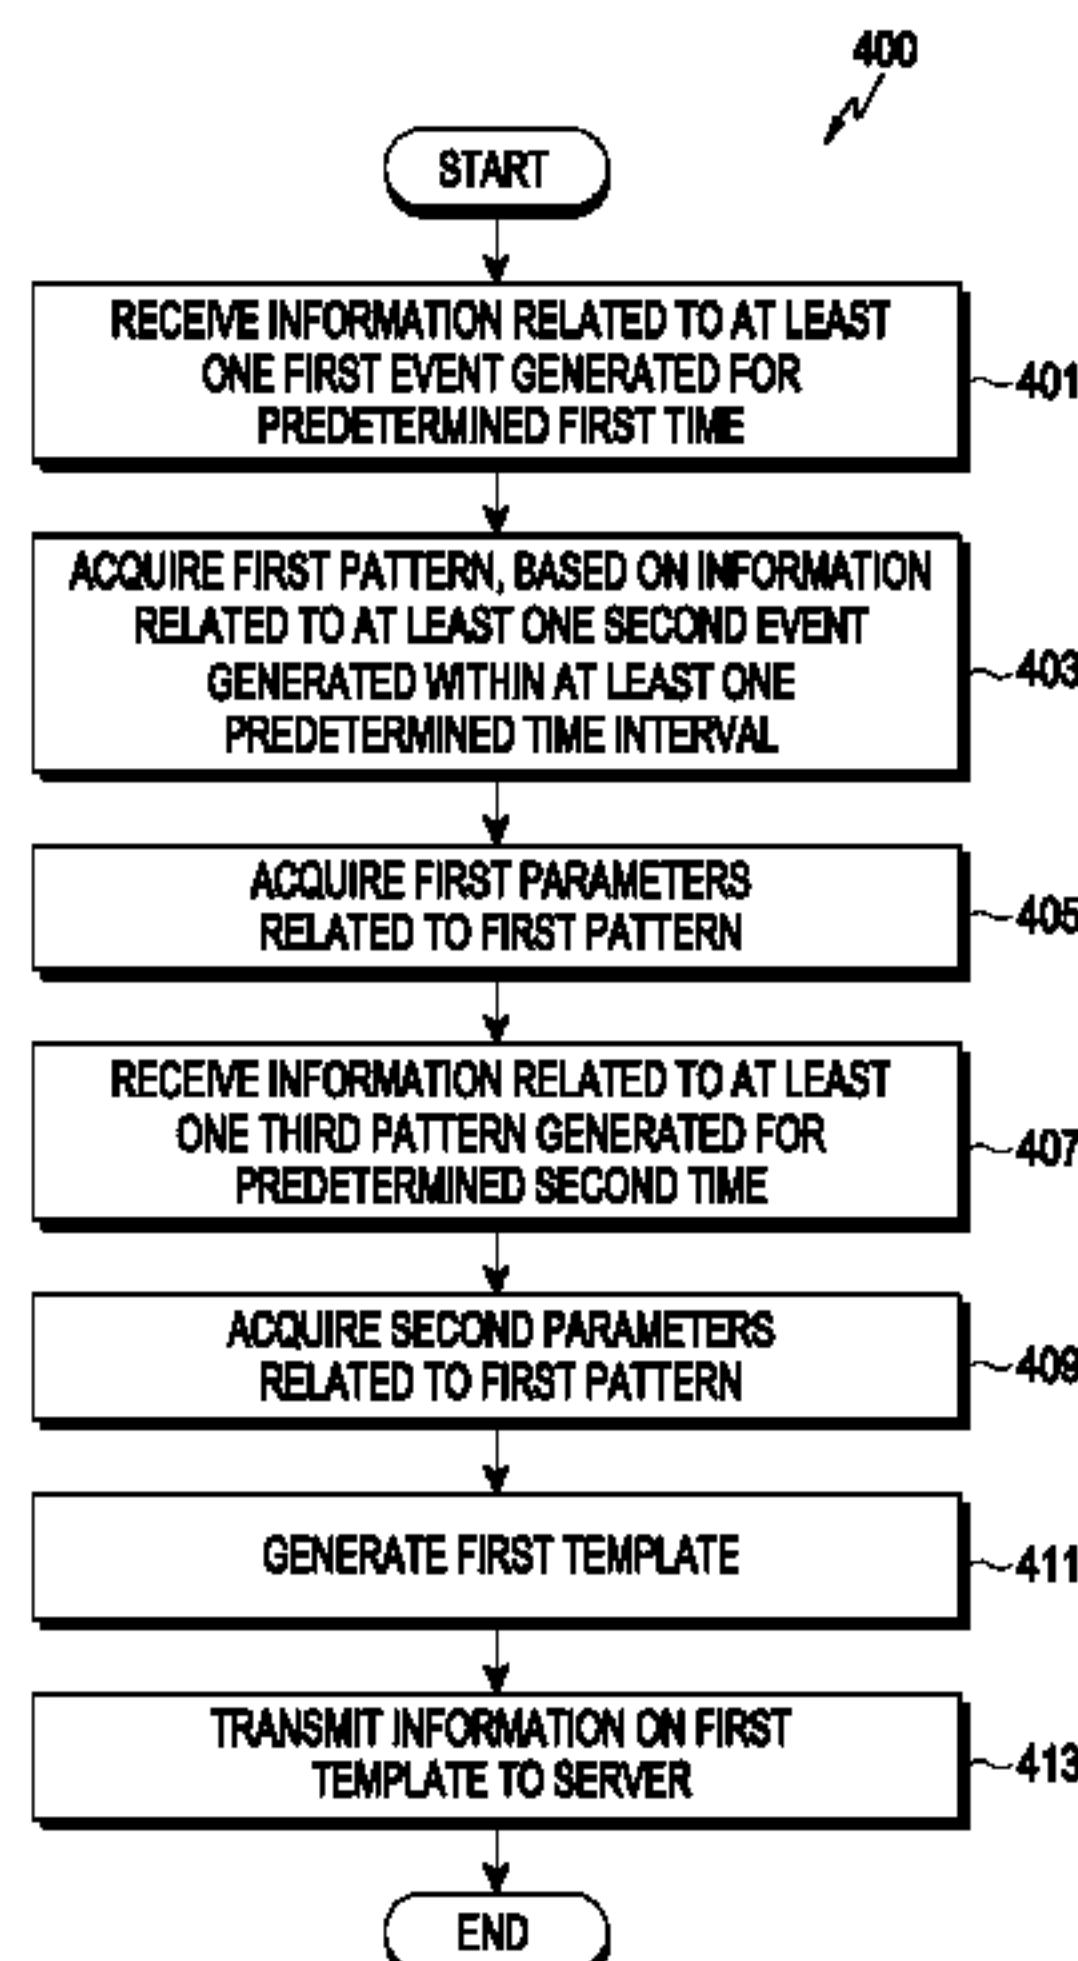 400
START
RECEIVE INFORMATION RELATED TO AT LEAST
ONE FIRST EVENT GENERATED FOR
PREDETERMINED FIRST TIME
401
ACQUIRE FIRST PATTERN, BASED ON INFORMATION
RELATED TO AT LEAST ONE SECOND EVENT
GENERATED WITHIN AT LEAST ONE
PREDETERMINED TIME INTERVAL
403
ACQUIRE FIRST PARAMETERS
RELATED TO FIRST PATTERN
405
RECEIVE INFORMATION RELATED TO AT LEAST
ONE THIRD PATTERN GENERATED FOR
PREDETERMINED SECOND TIME
407
ACQUIRE SECOND PARAMETERS
RELATED TO FIRST PATTERN
409
GENERATE FIRST TEMPLATE
411
TRANSMIT INFORMATION ON FIRST
TEMPLATE TO SERVER
413
END